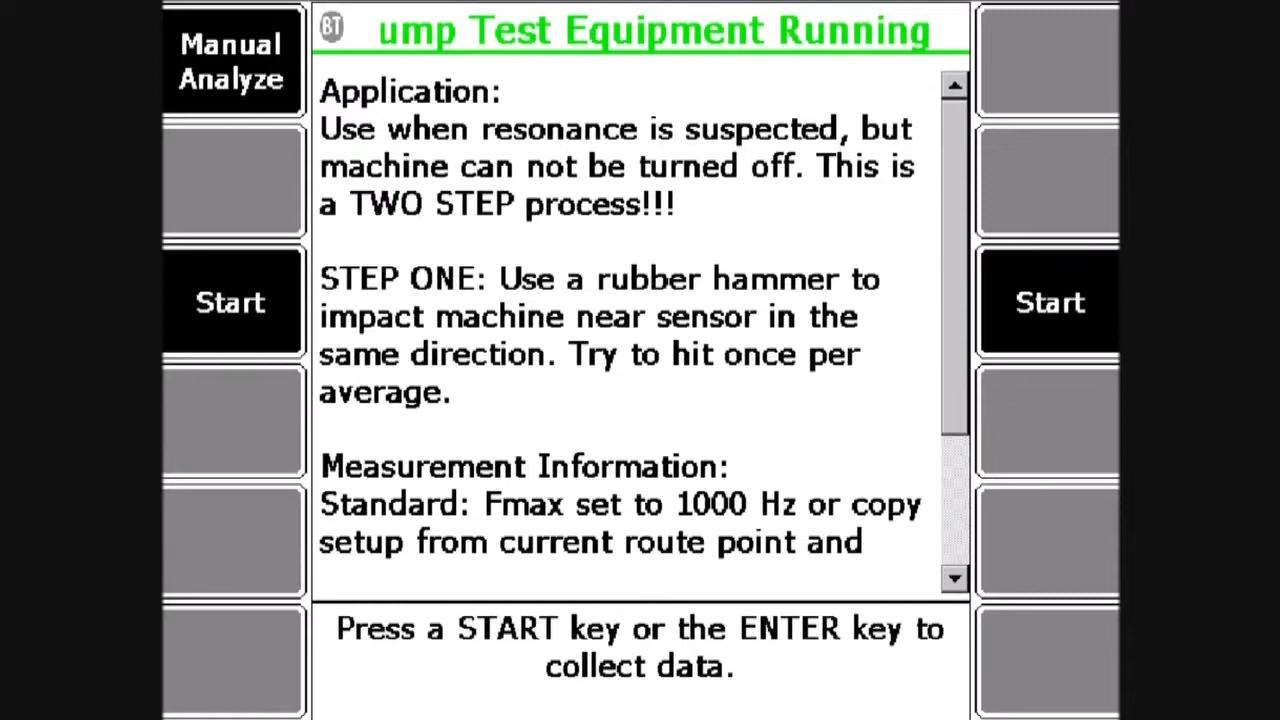 Manual
Analyze
BT
ump Test Equipment Running
Application:
Use when resonance is suspected, but
machine can not be turned off. This is
a TWO STEP process!!!
STEP ONE: Use a rubber hammer to
impact machine near sensor in the
same direction. Try to hit once per
average.
Measurement Information:
Standard: Fmax set to 1000 Hz or copy
setup from current route point and
Start
Start
Press a START key or the ENTER key to
collect data.